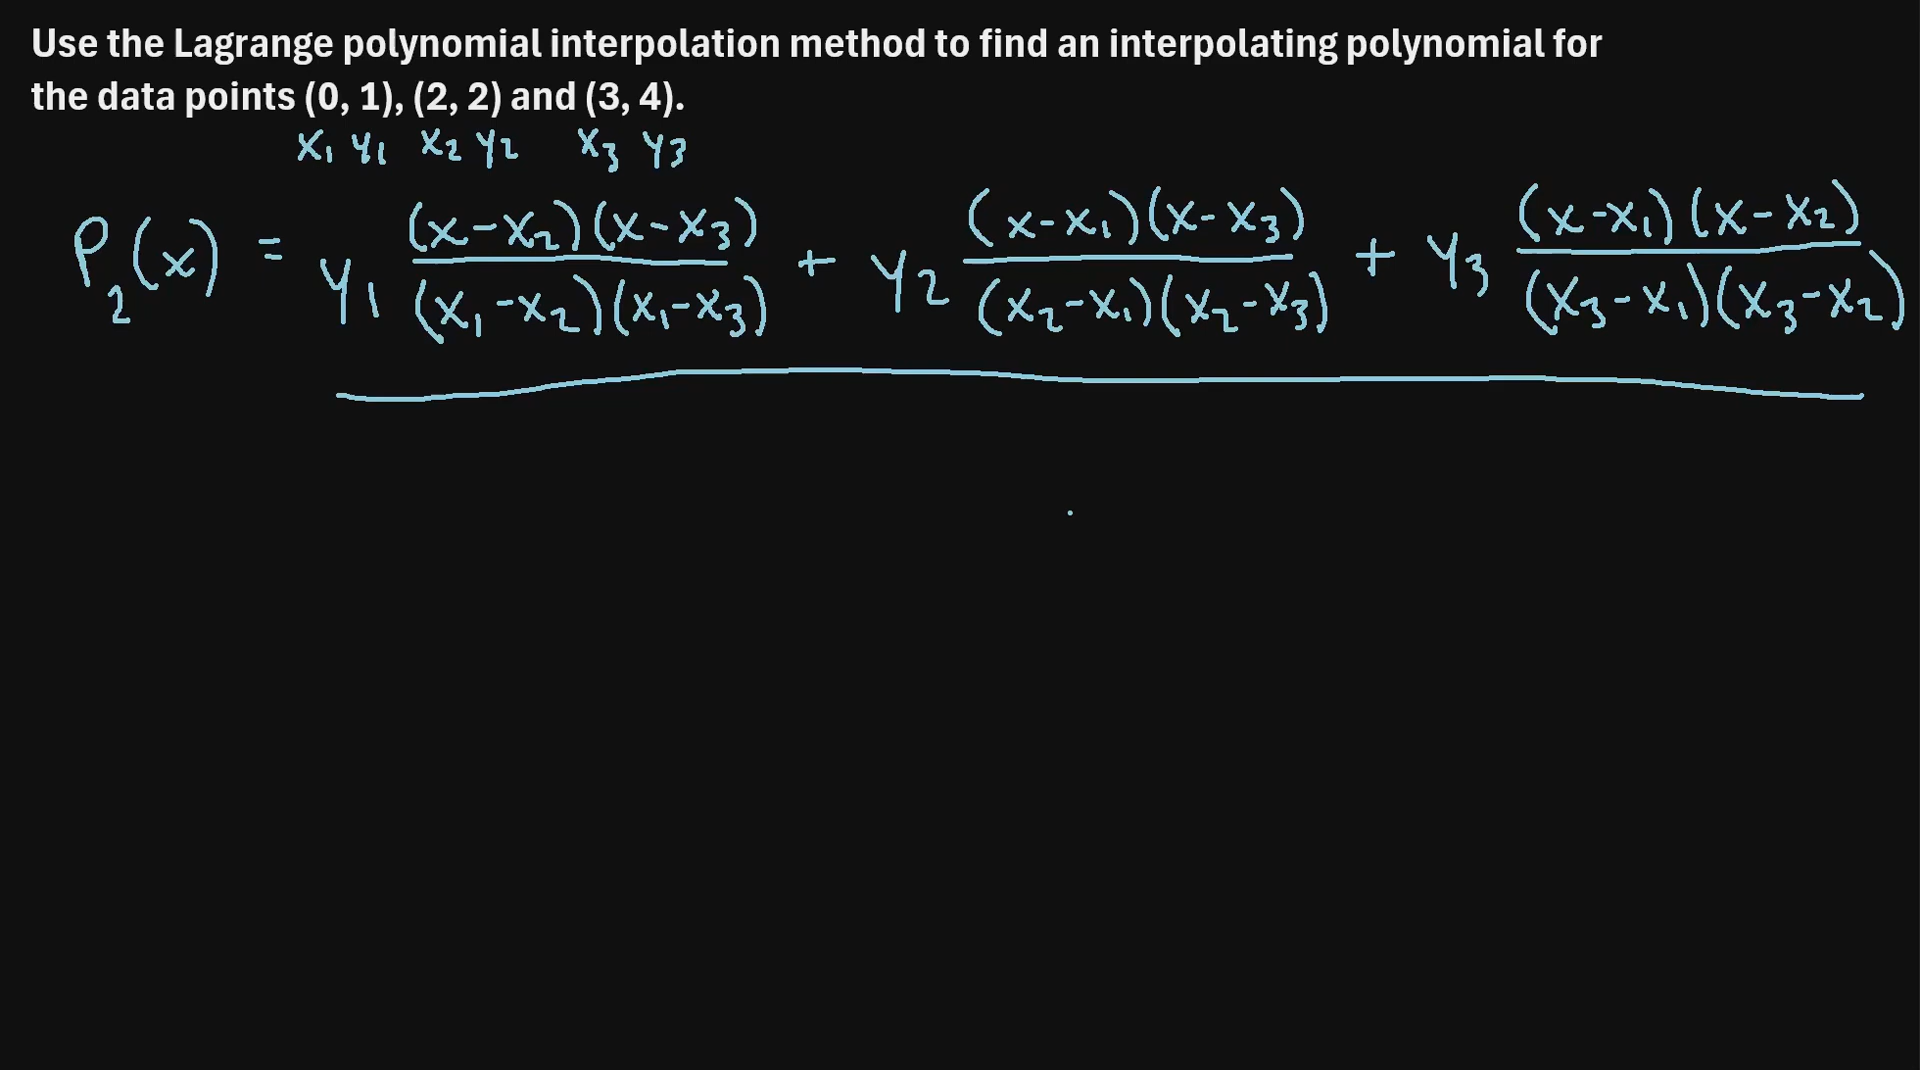 Use the Lagrange polynomial interpolation method to find an interpolating polynomial for
the data points (0, 1), (2, 2) and (3, 4).
x₁ y₁ x₂ y₂ x₃ y₃
P₂(x) = y₁ (x-x₂)(x-x₃)/(x₁-x₂)(x₁-x₃) + y₂ (x-x₁)(x-x₃)/(x₂-x₁)(x₂-x₃) + y₃ (x-x₁)(x-x₂)/(x₃-x₁)(x₃-x₂)